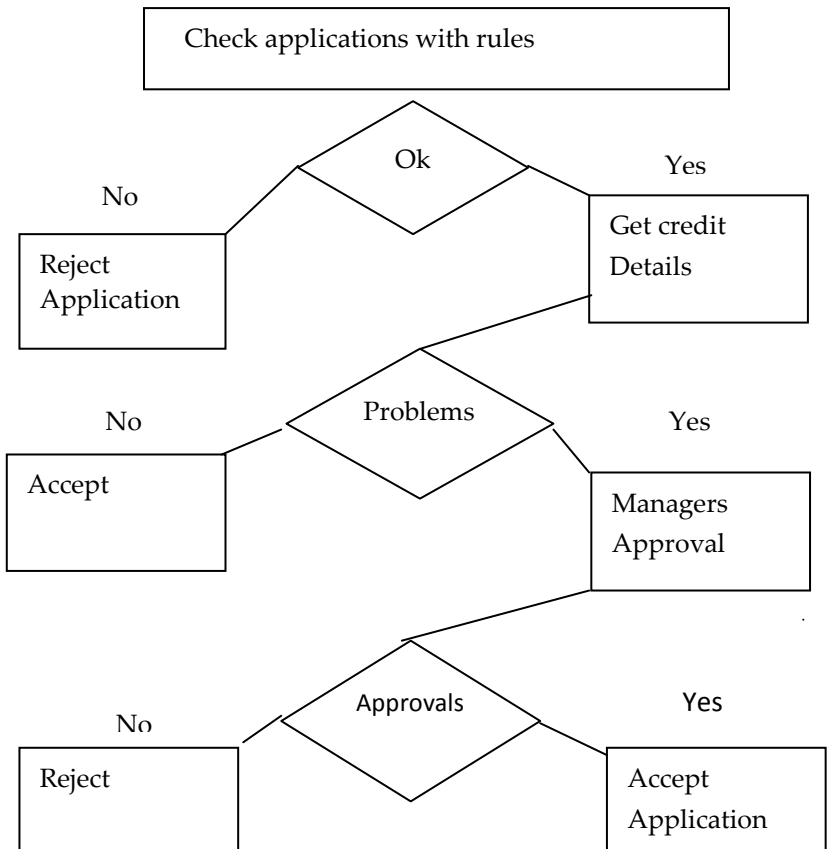 Check applications with rules
Ok
No
Yes
Reject
Application
Get credit
Details
Problems
No
Yes
Accept
Managers
Approval
Approvals
Yes
No
Reject
Accept
Application